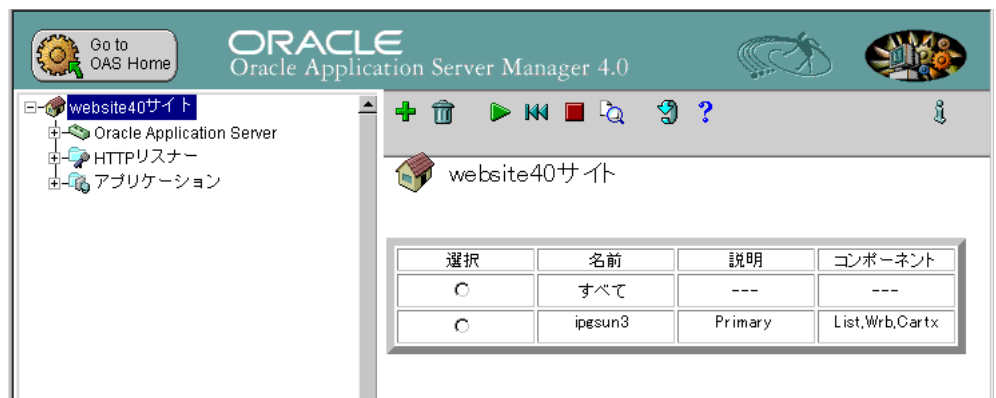 Go to
OAS Home
ORACLE
Oracle Application Server Manager 4.0
website40サイト
Oracle Application Server
HTTPリスナー
アプリケーション
website40サイト
選択 名前 説明 コンポーネント
すべて --- ---
ipgsun3 Primary List,Wrb,Cartx